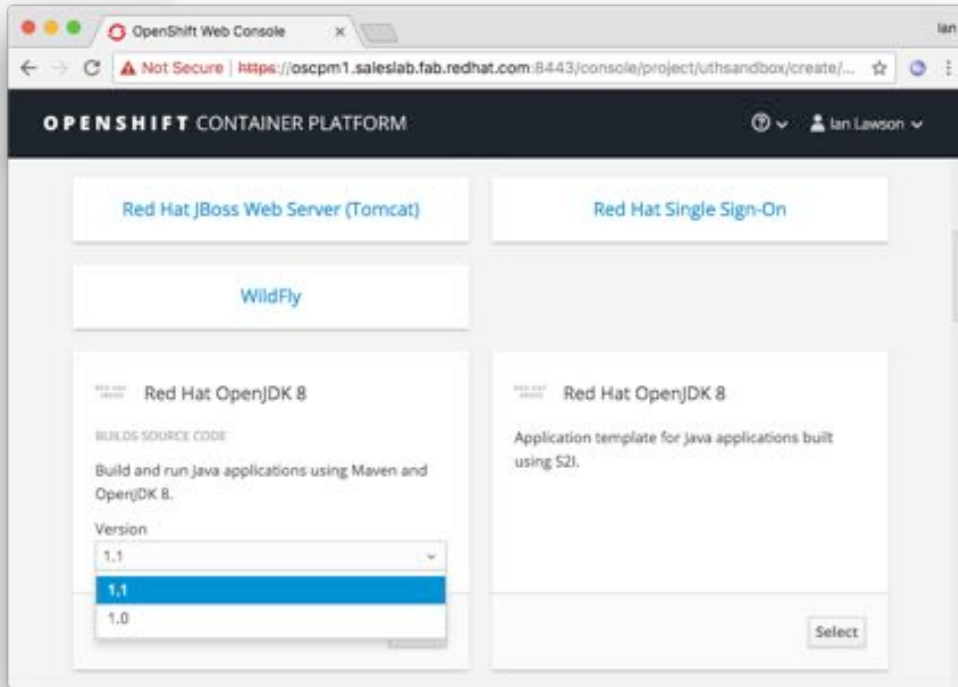 OpenShift Web Console
Ian
Not Secure | https://oscpm1.saleslab.fab.redhat.com:8443/console/project/uthsandbox/create/...
OPENSHIFT CONTAINER PLATFORM
Ian Lawson
Red Hat JBoss Web Server (Tomcat)
Red Hat Single Sign-On
WildFly
Red Hat OpenJDK 8
BUILDS SOURCE CODE
Build and run Java applications using Maven and
OpenJDK 8.
Version
1.1
1.1
1.0
Red Hat OpenJDK 8
Application template for Java applications built
using S2I.
Select